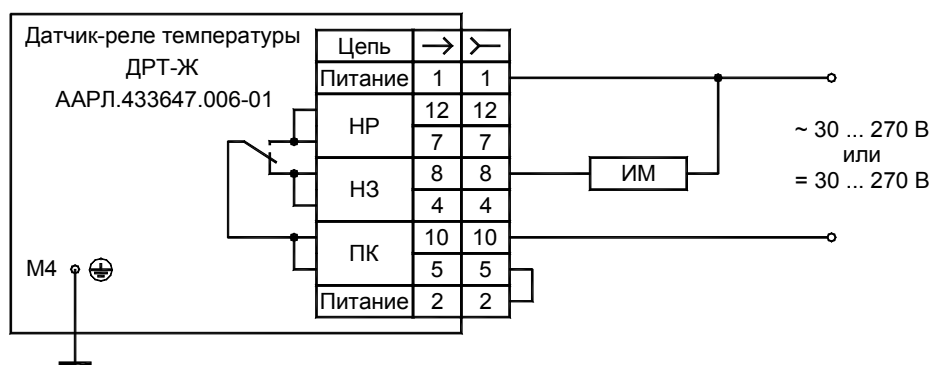 Датчик-реле температуры
ДРТ-Ж
ААРЛ.433647.006-01
Цепь
Питание 1 1
НР 12 12
7 7
НЗ 8 8
4 4
ПК 10 10
5 5
Питание 2 2
ИМ
~ 30 ... 270 В
или
= 30 ... 270 В
М4